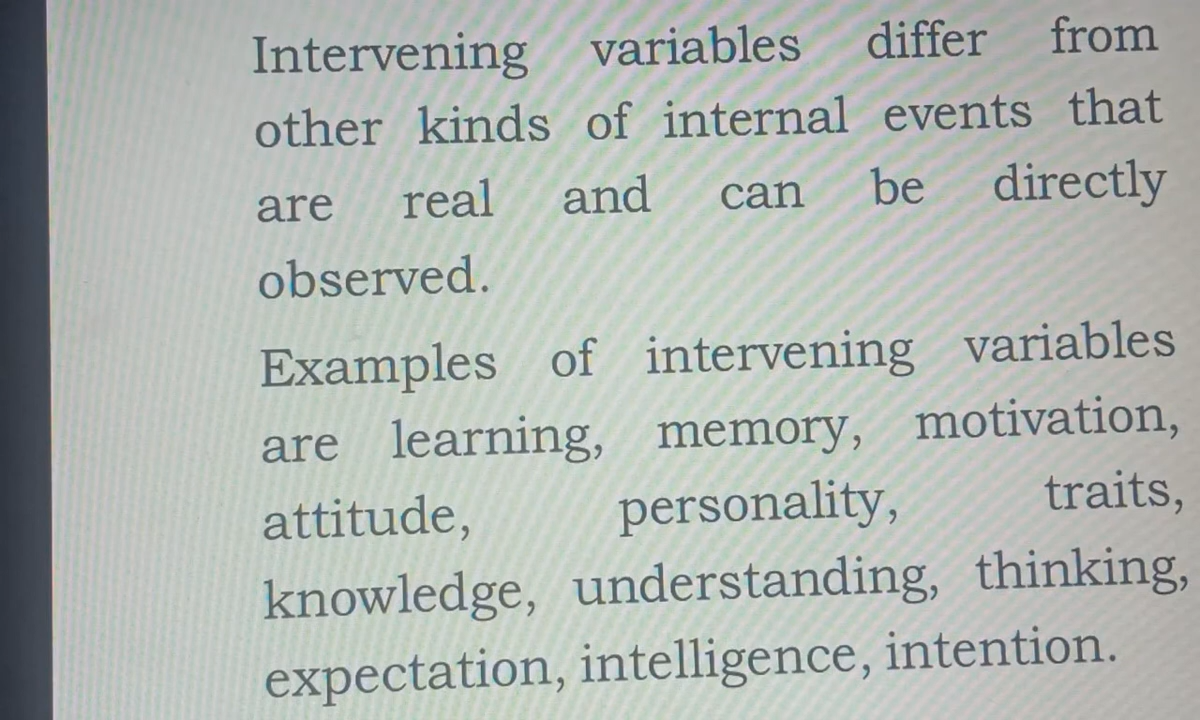 Intervening variables differ from
other kinds of internal events that
are real and can be directly
observed.
Examples of intervening variables
are learning, memory, motivation,
attitude, personality, traits,
knowledge, understanding, thinking,
expectation, intelligence, intention.